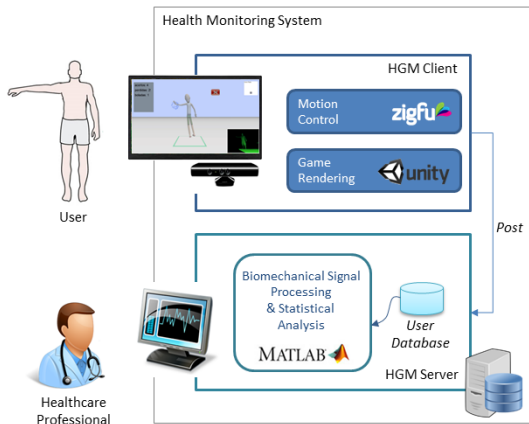 Health Monitoring System
HGM Client
Motion
Control
zigfu
Game
Rendering
unity
User
Post
Biomechanical Signal
Processing
& Statistical
Analysis
MATLAB
User
Database
HGM Server
Healthcare
Professional